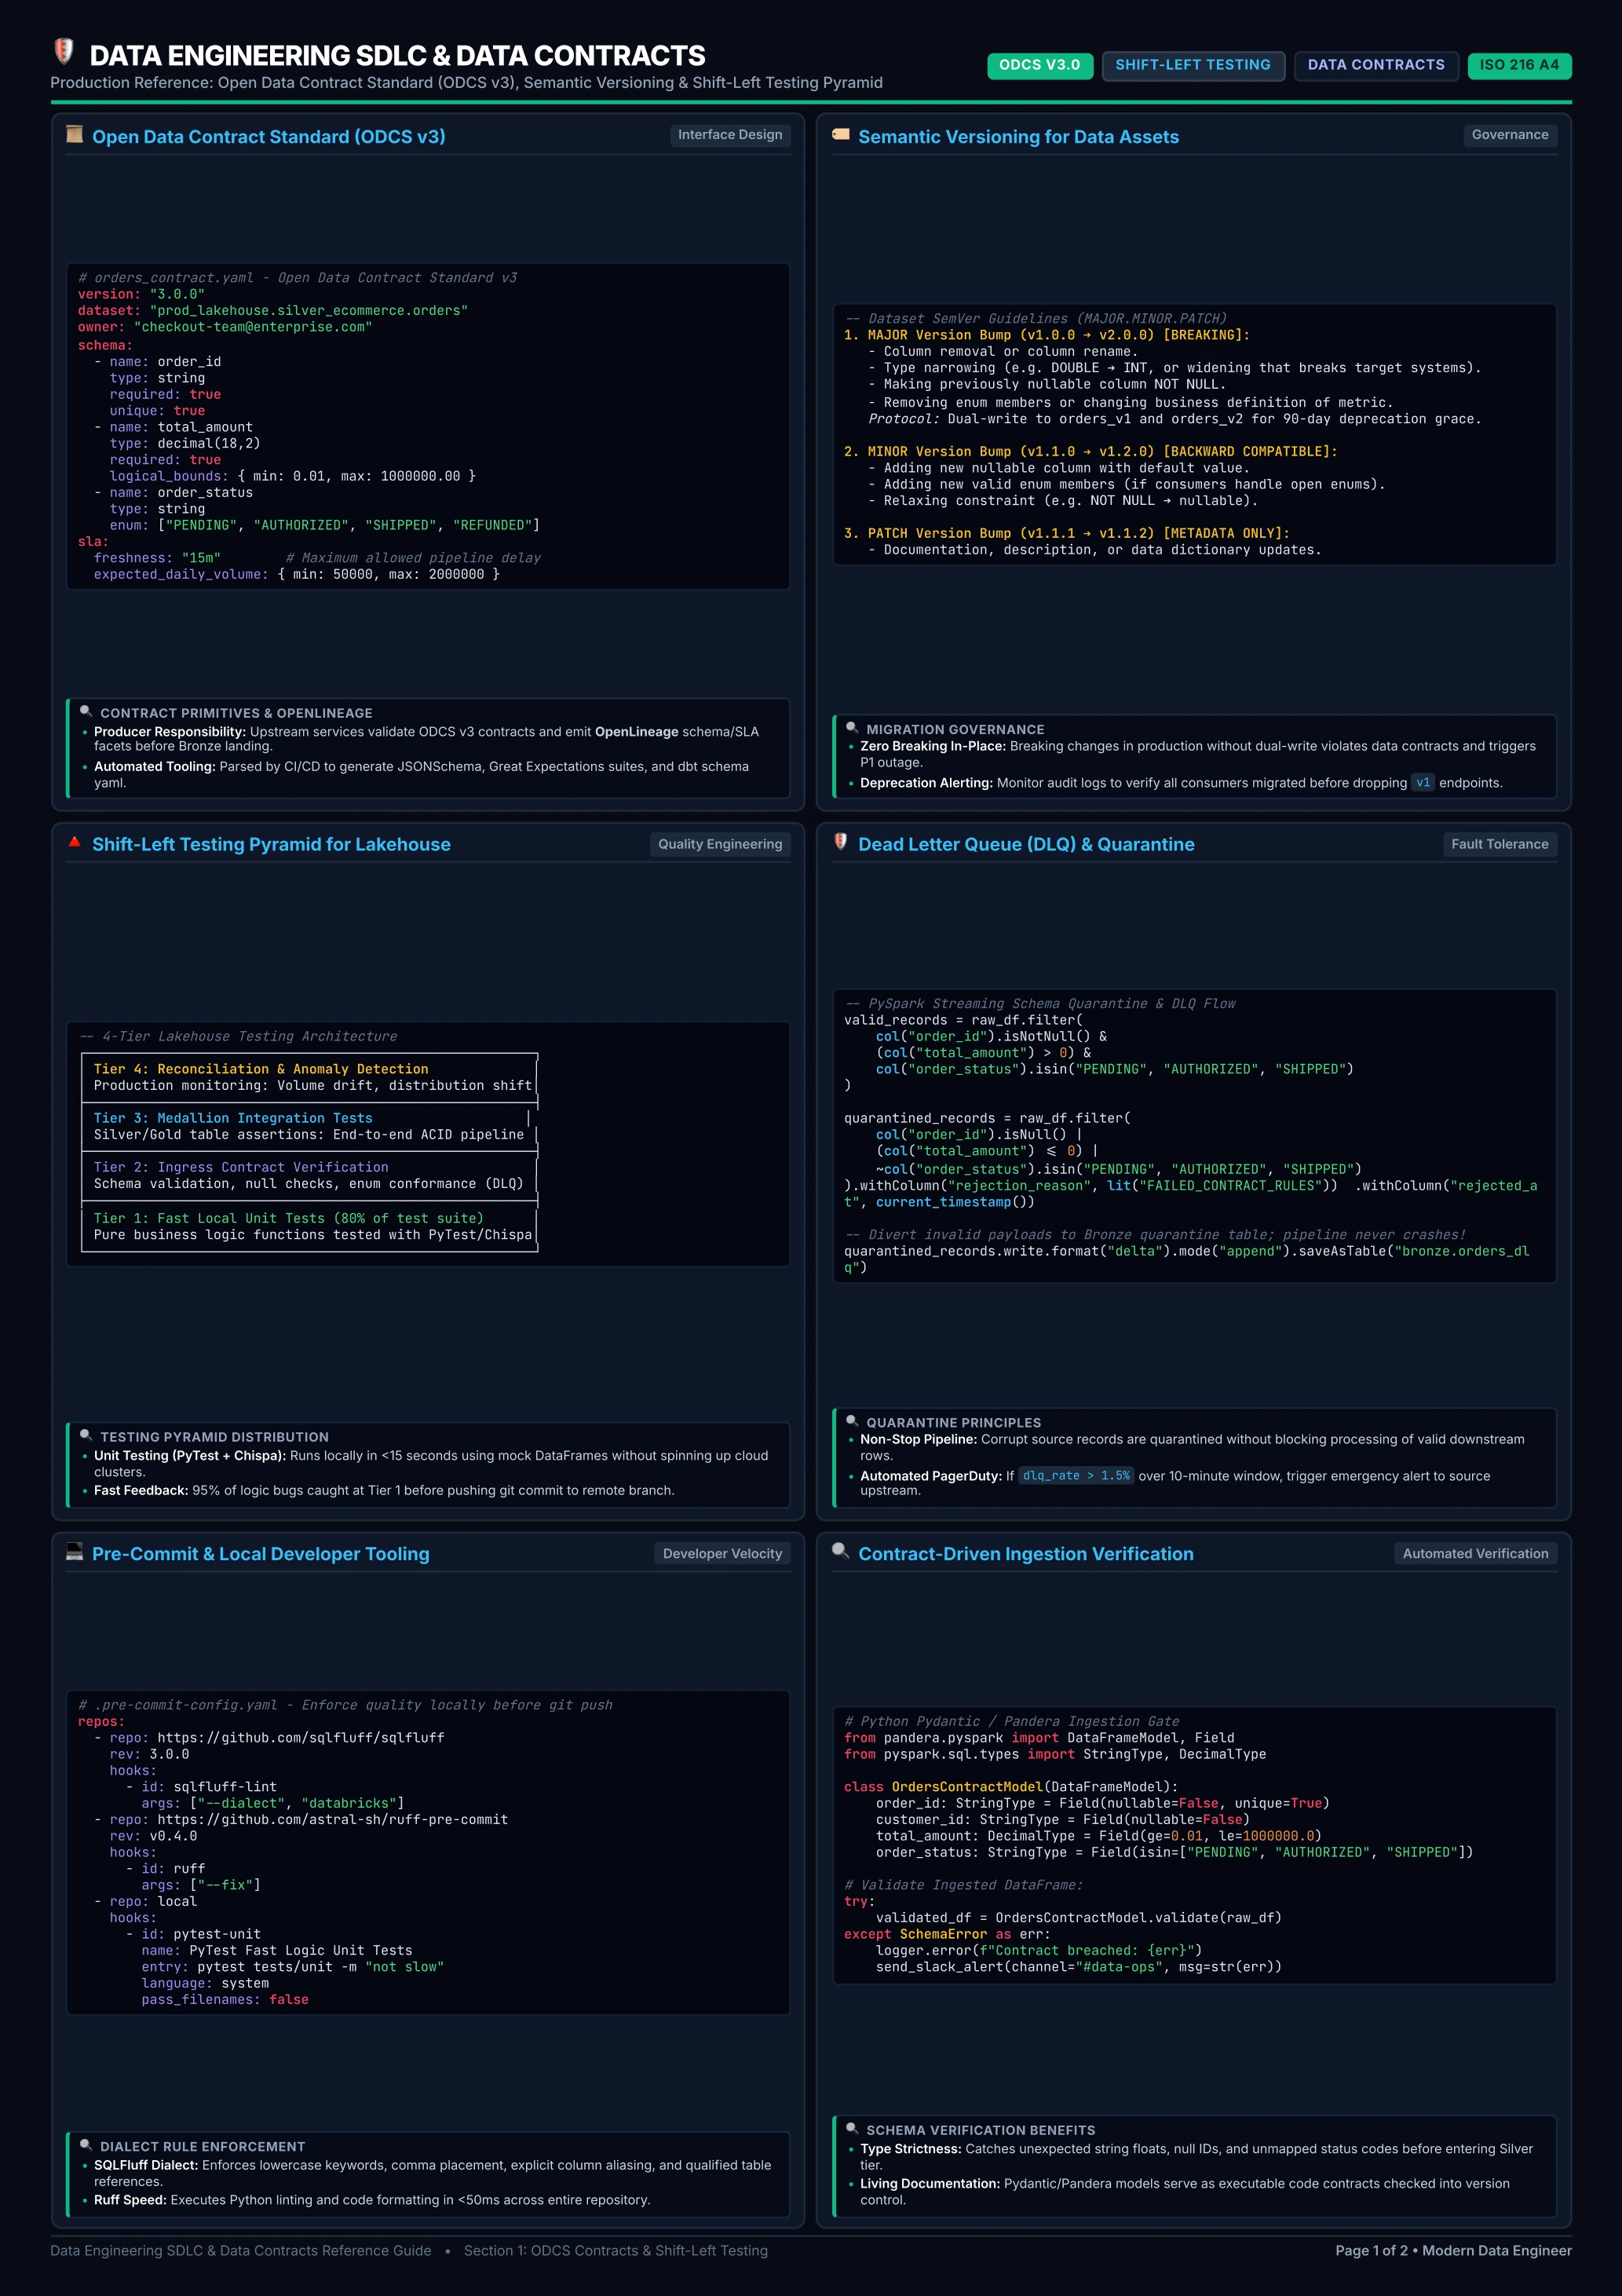 DATA ENGINEERING SDLC & DATA CONTRACTS
Production Reference: Open Data Contract Standard (ODCS v3), Semantic Versioning & Shift-Left Testing Pyramid
ODCS V3.0
SHIFT-LEFT TESTING
DATA CONTRACTS
ISO 216 A4
Open Data Contract Standard (ODCS v3)
Interface Design
# orders_contract.yaml - Open Data Contract Standard v3
version: "3.0.0"
dataset: "prod_lakehouse.silver_ecommerce.orders"
owner: "checkout-team@enterprise.com"
schema:
  - name: order_id
    type: string
    required: true
    unique: true
  - name: total_amount
    type: decimal(18,2)
    required: true
    logical_bounds: { min: 0.01, max: 1000000.00 }
  - name: order_status
    type: string
    enum: ["PENDING", "AUTHORIZED", "SHIPPED", "REFUNDED"]
sla:
  freshness: "15m"        # Maximum allowed pipeline delay
  expected_daily_volume: { min: 50000, max: 2000000 }
CONTRACT PRIMITIVES & OPENLINEAGE
• Producer Responsibility: Upstream services validate ODCS v3 contracts and emit OpenLineage schema/SLA
facets before Bronze landing.
• Automated Tooling: Parsed by CI/CD to generate JSONSchema, Great Expectations suites, and dbt schema
yaml.
Semantic Versioning for Data Assets
Governance
-- Dataset SemVer Guidelines (MAJOR.MINOR.PATCH)
1. MAJOR Version Bump (v1.0.0 → v2.0.0) [BREAKING]:
   - Column removal or column rename.
   - Type narrowing (e.g. DOUBLE → INT, or widening that breaks target systems).
   - Making previously nullable column NOT NULL.
   - Removing enum members or changing business definition of metric.
   Protocol: Dual-write to orders_v1 and orders_v2 for 90-day deprecation grace.
2. MINOR Version Bump (v1.1.0 → v1.2.0) [BACKWARD COMPATIBLE]:
   - Adding new nullable column with default value.
   - Adding new valid enum members (if consumers handle open enums).
   - Relaxing constraint (e.g. NOT NULL → nullable).
3. PATCH Version Bump (v1.1.1 → v1.1.2) [METADATA ONLY]:
   - Documentation, description, or data dictionary updates.
MIGRATION GOVERNANCE
• Zero Breaking In-Place: Breaking changes in production without dual-write violates data contracts and triggers
P1 outage.
• Deprecation Alerting: Monitor audit logs to verify all consumers migrated before dropping v1 endpoints.
Shift-Left Testing Pyramid for Lakehouse
Quality Engineering
-- 4-Tier Lakehouse Testing Architecture
Tier 4: Reconciliation & Anomaly Detection
Production monitoring: Volume drift, distribution shift
Tier 3: Medallion Integration Tests
Silver/Gold table assertions: End-to-end ACID pipeline
Tier 2: Ingress Contract Verification
Schema validation, null checks, enum conformance (DLQ)
Tier 1: Fast Local Unit Tests (80% of test suite)
Pure business logic functions tested with PyTest/Chispa
TESTING PYRAMID DISTRIBUTION
• Unit Testing (PyTest + Chispa): Runs locally in <15 seconds using mock DataFrames without spinning up cloud
clusters.
• Fast Feedback: 95% of logic bugs caught at Tier 1 before pushing git commit to remote branch.
Dead Letter Queue (DLQ) & Quarantine
Fault Tolerance
-- PySpark Streaming Schema Quarantine & DLQ Flow
valid_records = raw_df.filter(
    col("order_id").isNotNull() &
    (col("total_amount") > 0) &
    col("order_status").isin("PENDING", "AUTHORIZED", "SHIPPED")
)
quarantined_records = raw_df.filter(
    col("order_id").isNull() |
    (col("total_amount") <= 0) |
    ~col("order_status").isin("PENDING", "AUTHORIZED", "SHIPPED")
).withColumn("rejection_reason", lit("FAILED_CONTRACT_RULES"))  .withColumn("rejected_a
t", current_timestamp())
-- Divert invalid payloads to Bronze quarantine table; pipeline never crashes!
quarantined_records.write.format("delta").mode("append").saveAsTable("bronze.orders_dl
q")
QUARANTINE PRINCIPLES
• Non-Stop Pipeline: Corrupt source records are quarantined without blocking processing of valid downstream
rows.
• Automated PagerDuty: If dlq_rate > 1.5% over 10-minute window, trigger emergency alert to source
upstream.
Pre-Commit & Local Developer Tooling
Developer Velocity
# .pre-commit-config.yaml - Enforce quality locally before git push
repos:
  - repo: https://github.com/sqlfluff/sqlfluff
    rev: 3.0.0
    hooks:
      - id: sqlfluff-lint
        args: ["--dialect", "databricks"]
  - repo: https://github.com/astral-sh/ruff-pre-commit
    rev: v0.4.0
    hooks:
      - id: ruff
        args: ["--fix"]
  - repo: local
    hooks:
      - id: pytest-unit
        name: PyTest Fast Logic Unit Tests
        entry: pytest tests/unit -m "not slow"
        language: system
        pass_filenames: false
DIALECT RULE ENFORCEMENT
• SQLFluff Dialect: Enforces lowercase keywords, comma placement, explicit column aliasing, and qualified table
references.
• Ruff Speed: Executes Python linting and code formatting in <50ms across entire repository.
Contract-Driven Ingestion Verification
Automated Verification
# Python Pydantic / Pandera Ingestion Gate
from pandera.pyspark import DataFrameModel, Field
from pyspark.sql.types import StringType, DecimalType
class OrdersContractModel(DataFrameModel):
    order_id: StringType = Field(nullable=False, unique=True)
    customer_id: StringType = Field(nullable=False)
    total_amount: DecimalType = Field(ge=0.01, le=1000000.0)
    order_status: StringType = Field(isin=["PENDING", "AUTHORIZED", "SHIPPED"])
# Validate Ingested DataFrame:
try:
    validated_df = OrdersContractModel.validate(raw_df)
except SchemaError as err:
    logger.error(f"Contract breached: {err}")
    send_slack_alert(channel="#data-ops", msg=str(err))
SCHEMA VERIFICATION BENEFITS
• Type Strictness: Catches unexpected string floats, null IDs, and unmapped status codes before entering Silver
tier.
• Living Documentation: Pydantic/Pandera models serve as executable code contracts checked into version
control.
Data Engineering SDLC & Data Contracts Reference Guide • Section 1: ODCS Contracts & Shift-Left Testing
Page 1 of 2 • Modern Data Engineer